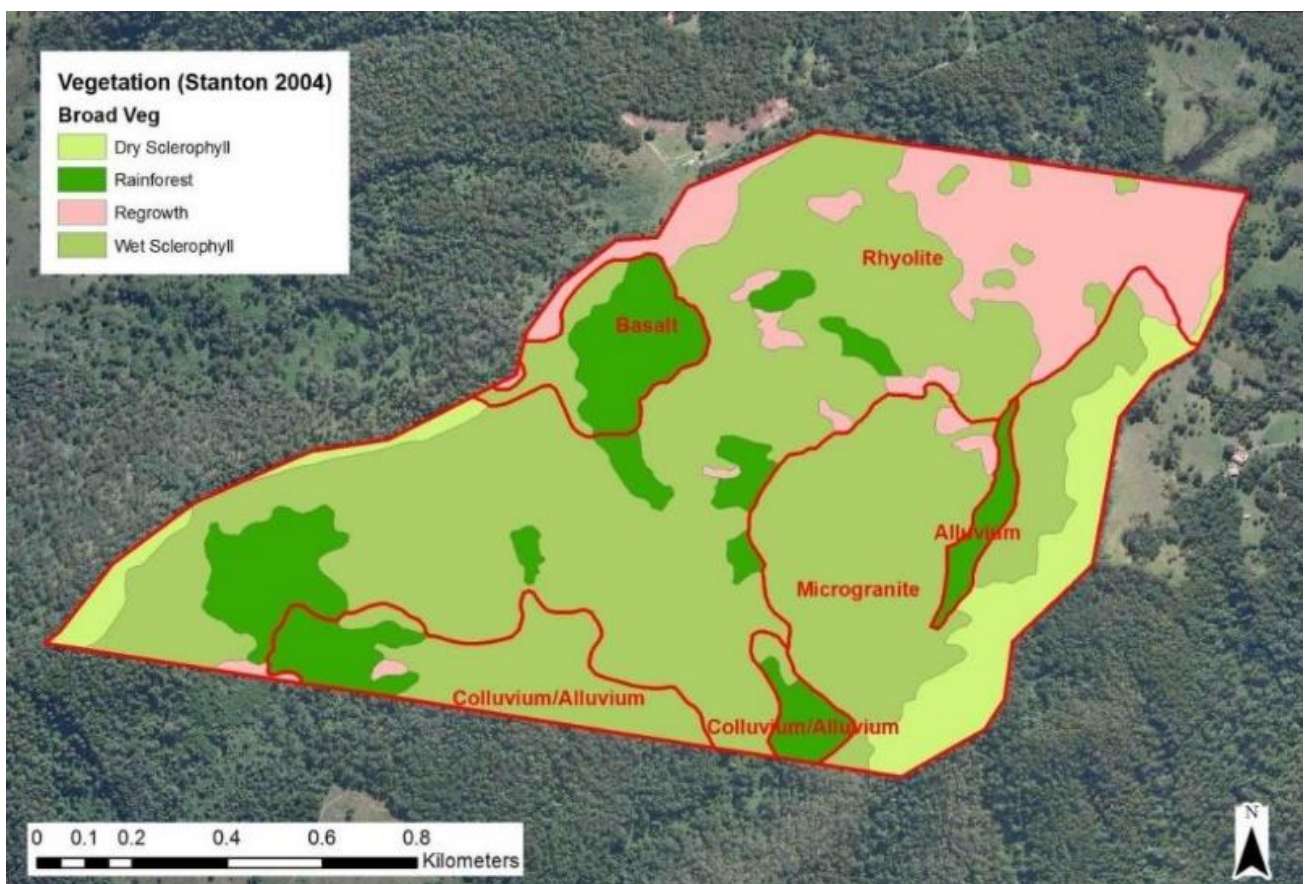 Vegetation (Stanton 2004)
Broad Veg
Dry Sclerophyll
Rainforest
Regrowth
Wet Sclerophyll
Rhyolite
Basalt
Alluvium
Microgranite
Colluvium/Alluvium
Colluvium/Alluvium
0 0.1 0.2 0.4 0.6 0.8
Kilometers
N